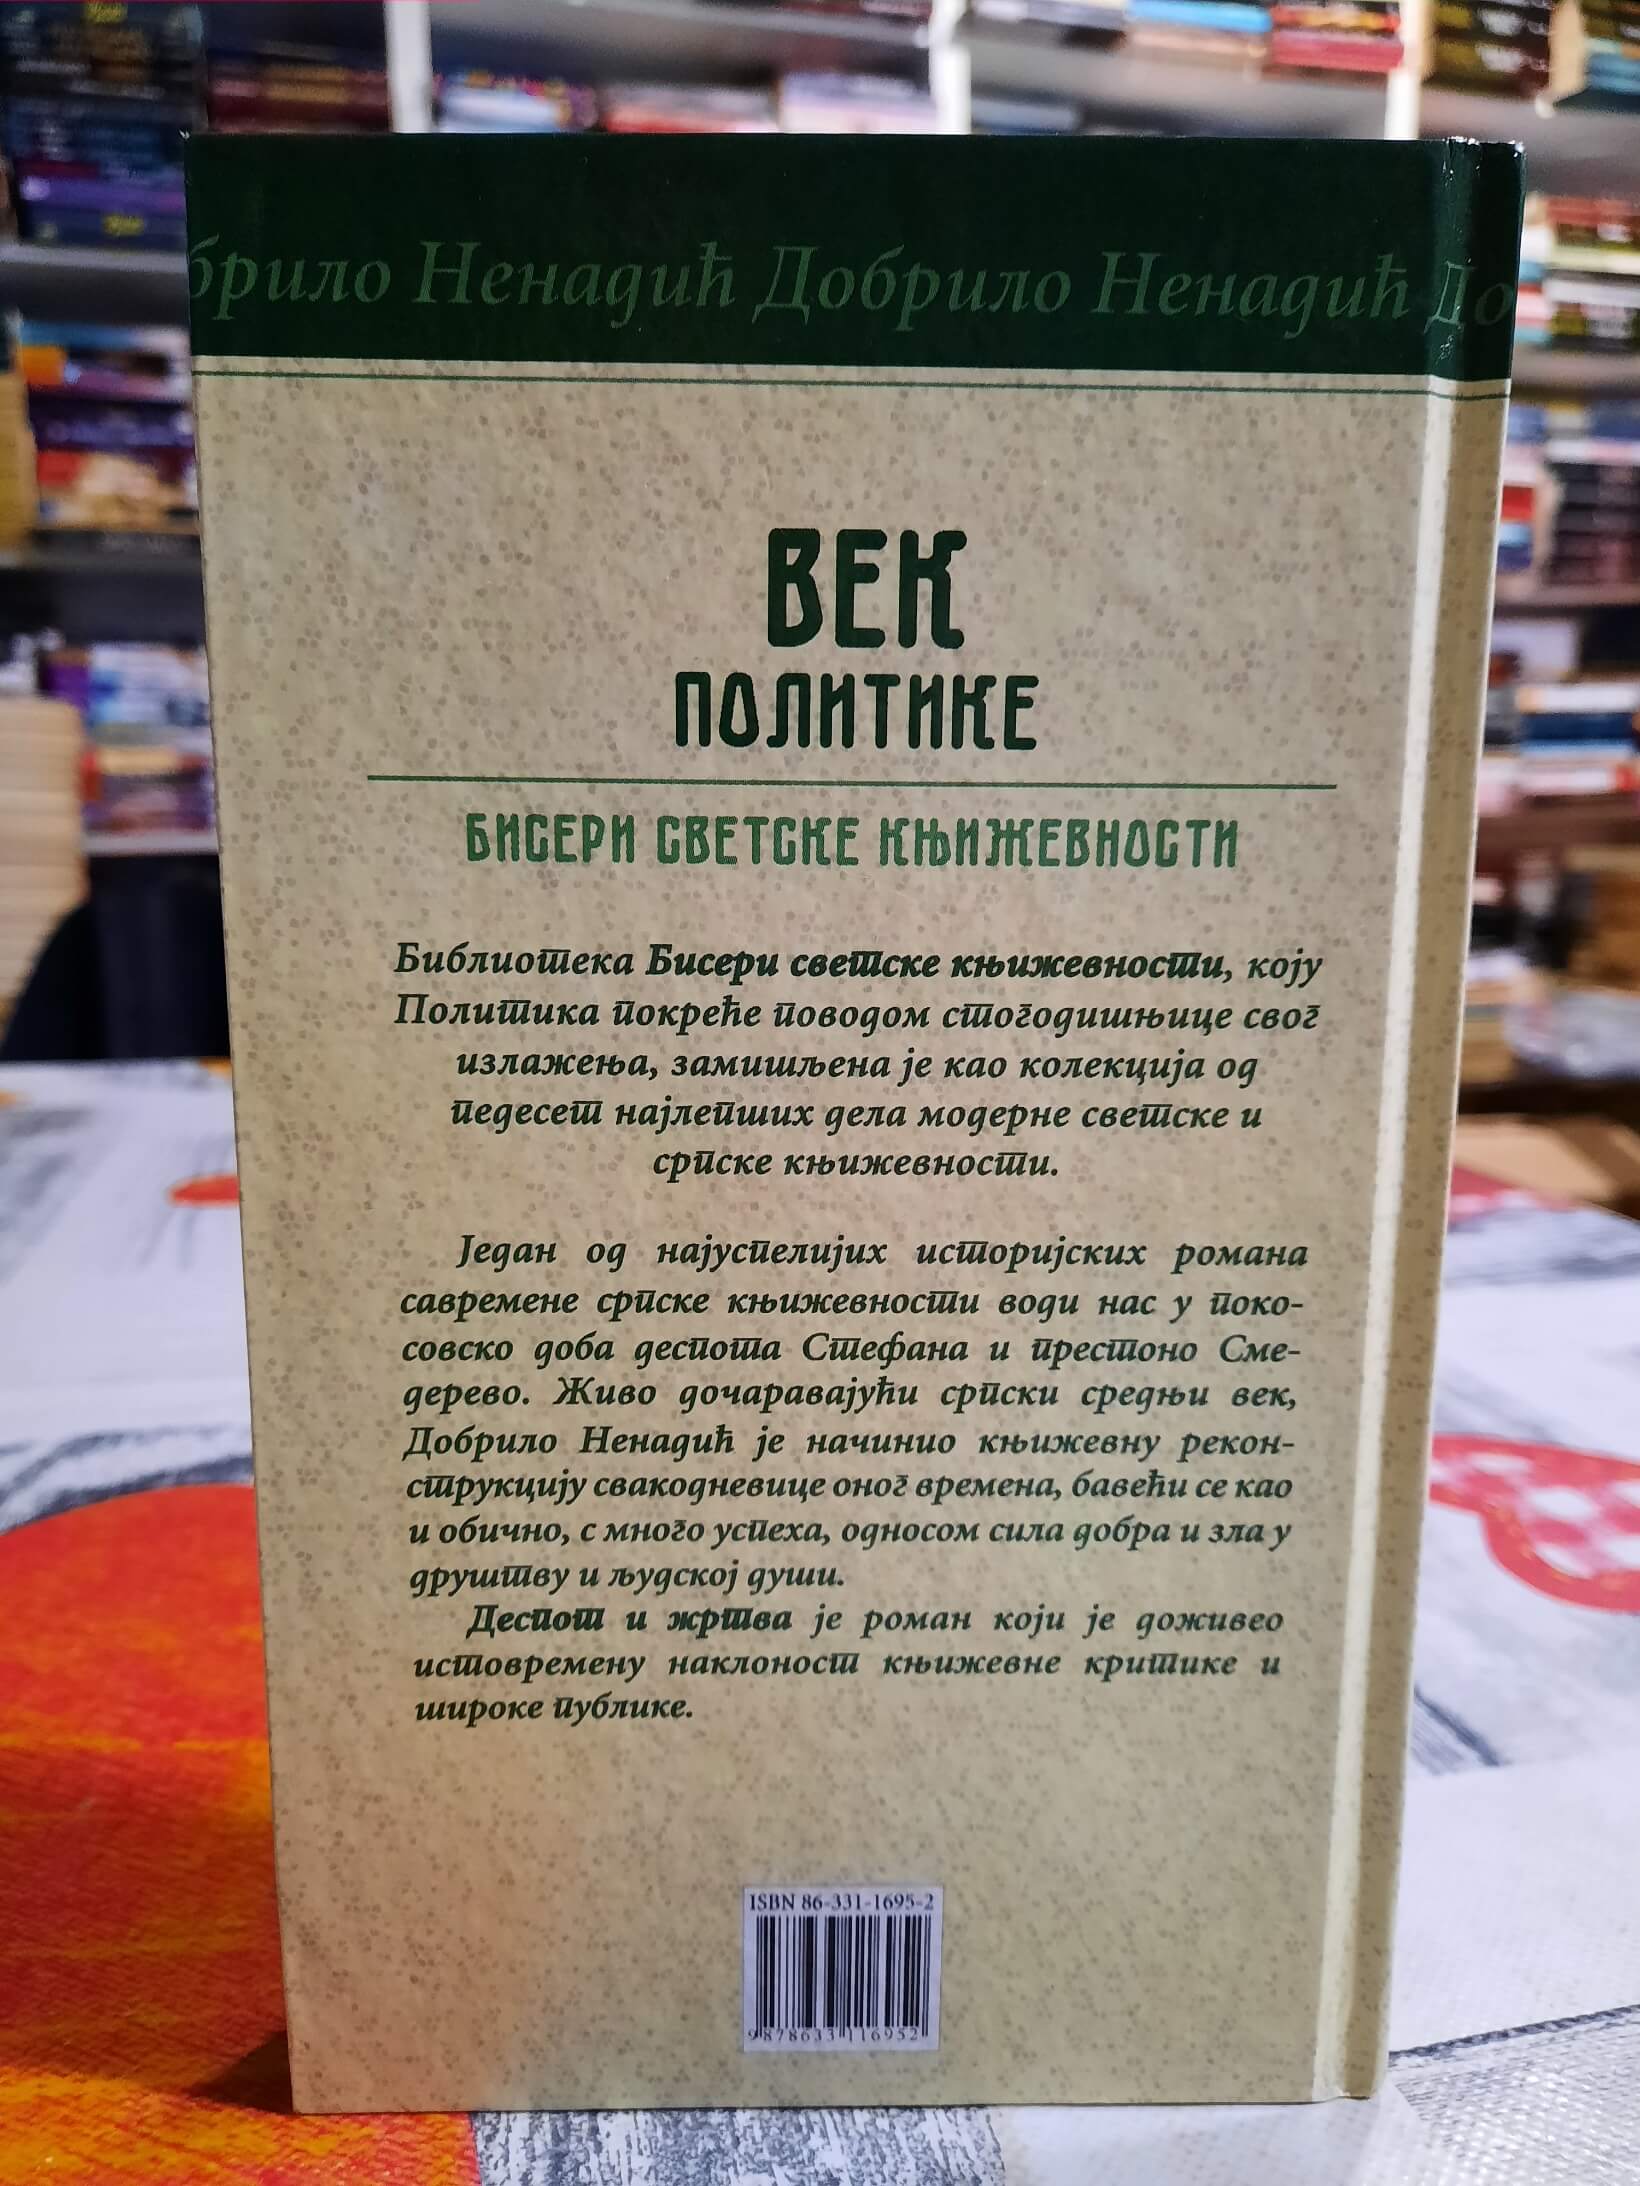 брило Ненадић Добрило Ненадић До
ВЕК
ПОЛИТИКЕ
БИСЕРИ СВЕТСКЕ КЊИЖЕВНОСТИ
Библиотека Бисери светске књижевности, коју
Политика покреће поводом стогодишњице свог
излажења, замишљена је као колекција од
педесет најлепших дела модерне светске и
српске књижевности.
Један од најуспелијих историјских романа
савремене српске књижевности води нас у поко-
совско доба деспота Стефана и престоно Сме-
дерево. Живо дочаравајући српски средњи век,
Добрило Ненадић је начинио књижевну рекон-
струкцију свакодневице оног времена, бавећи се као
и обично, с много успеха, односом сила добра и зла у
друштву и људској души.
Деспот и жртва је роман који је доживео
истовремену наклоност књижевне критике и
широке публике.
ISBN 86-331-1695-2
9788633116952